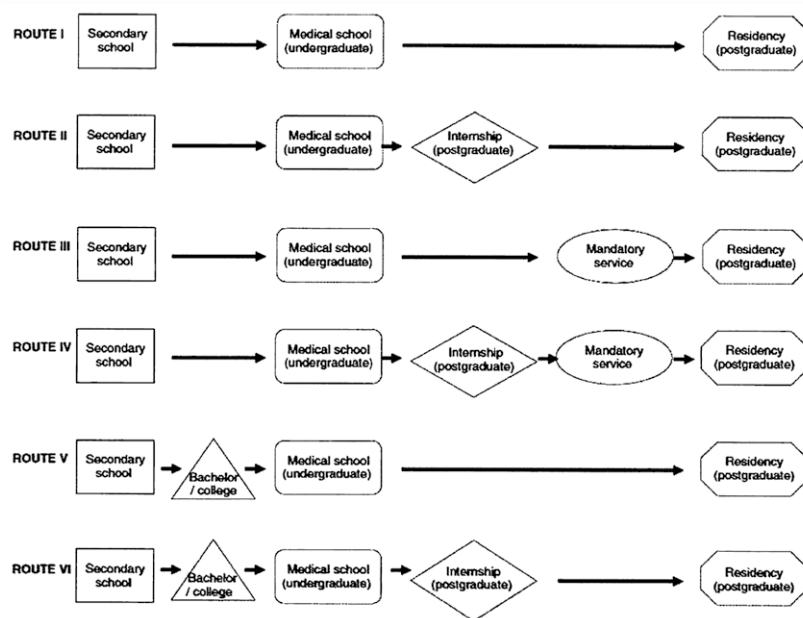 ROUTE I
Secondary
school
Medical school
(undergraduate)
Residency
(postgraduate)
ROUTE II
Secondary
school
Medical school
(undergraduate)
Internship
(postgraduate)
Residency
(postgraduate)
ROUTE III
Secondary
school
Medical school
(undergraduate)
Mandatory
service
Residency
(postgraduate)
ROUTE IV
Secondary
school
Medical school
(undergraduate)
Internship
(postgraduate)
Mandatory
service
Residency
(postgraduate)
ROUTE V
Secondary
school
Bachelor
/ college
Medical school
(undergraduate)
Residency
(postgraduate)
ROUTE VI
Secondary
school
Bachelor
/ college
Medical school
(undergraduate)
Internship
(postgraduate)
Residency
(postgraduate)